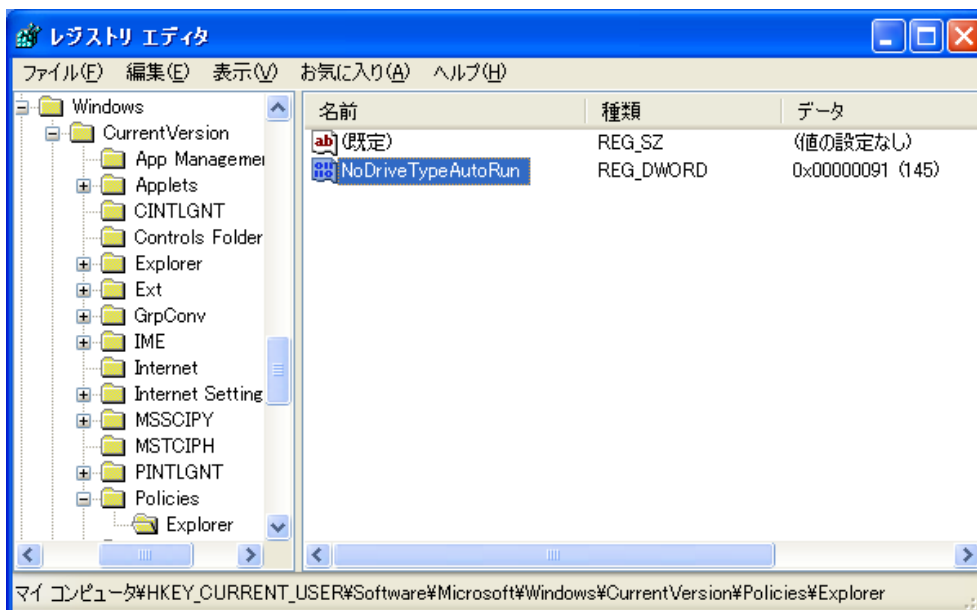 レジストリ エディタ
ファイル(F) 編集(E) 表示(V) お気に入り(A) ヘルプ(H)
Windows
CurrentVersion
App Managemer
Applets
CINTLGNT
Controls Folder
Explorer
Ext
GrpConv
IME
Internet
Internet Setting
MSSCIPY
MSTCIPH
PINTLGNT
Policies
Explorer
名前 種類 データ
ab (既定) REG_SZ (値の設定なし)
NoDriveTypeAutoRun REG_DWORD 0x00000091 (145)
マイ コンピュータ¥HKEY_CURRENT_USER¥Software¥Microsoft¥Windows¥CurrentVersion¥Policies¥Explorer